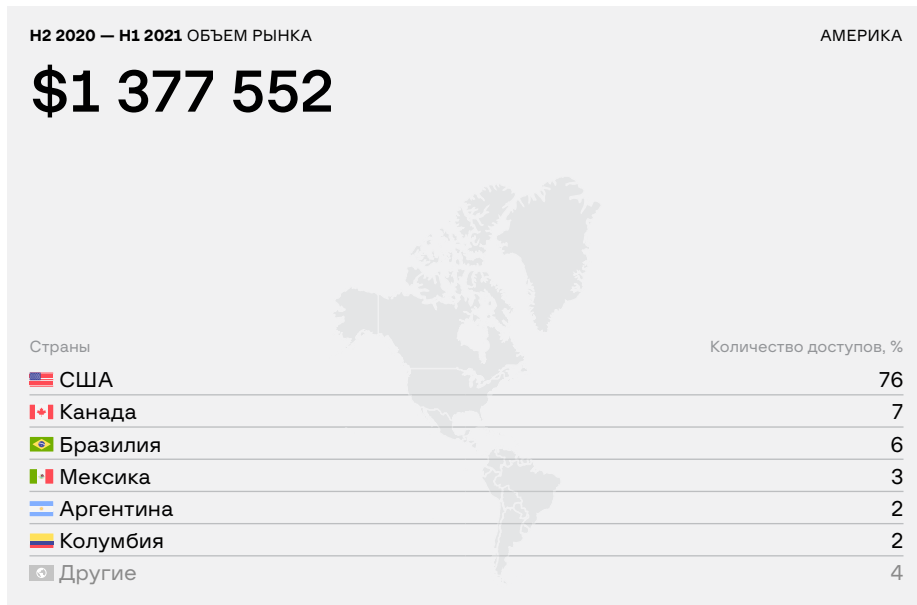 H2 2020 — H1 2021 ОБЪЕМ РЫНКА
АМЕРИКА
$1 377 552
Страны Количество доступов, %
США 76
Канада 7
Бразилия 6
Мексика 3
Аргентина 2
Колумбия 2
Другие 4